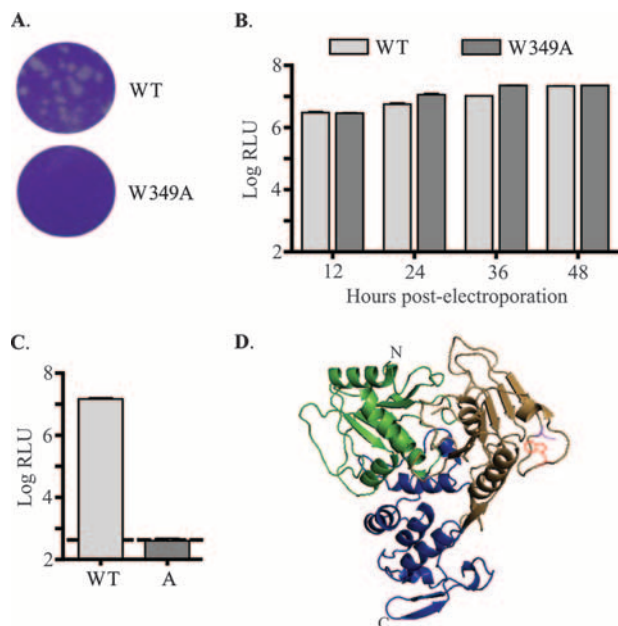 A.
WT
W349A
B.
WT
W349A
8
6
4
2
Log RLU
12
24
36
48
Hours post-electroporation
C.
8
6
4
2
Log RLU
WT
A
D.
N
C